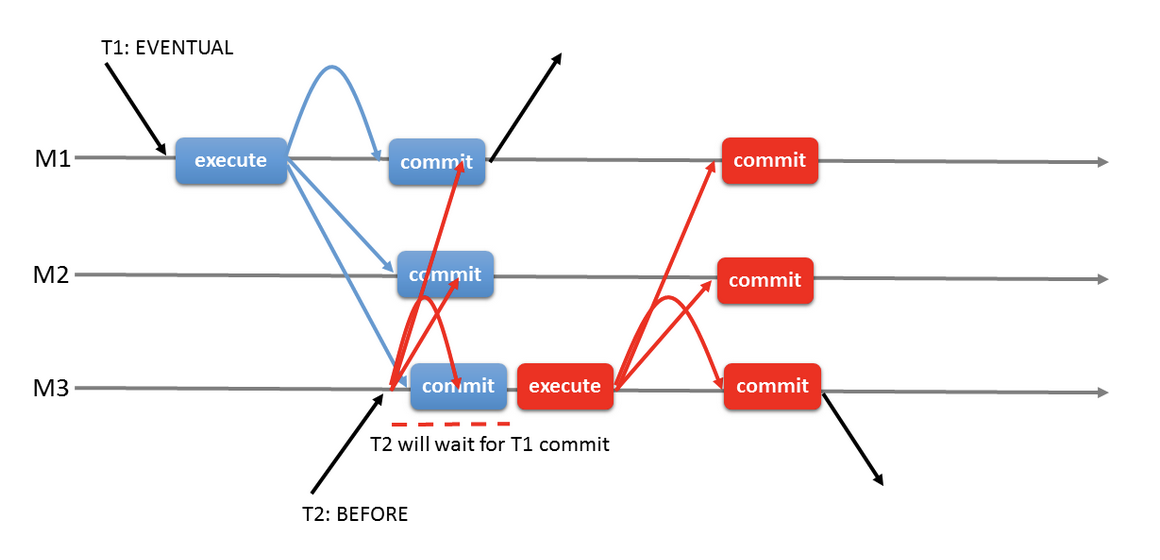 T1: EVENTUAL
M1
execute
commit
commit
M2
commit
commit
M3
commit
execute
commit
T2 will wait for T1 commit
T2: BEFORE